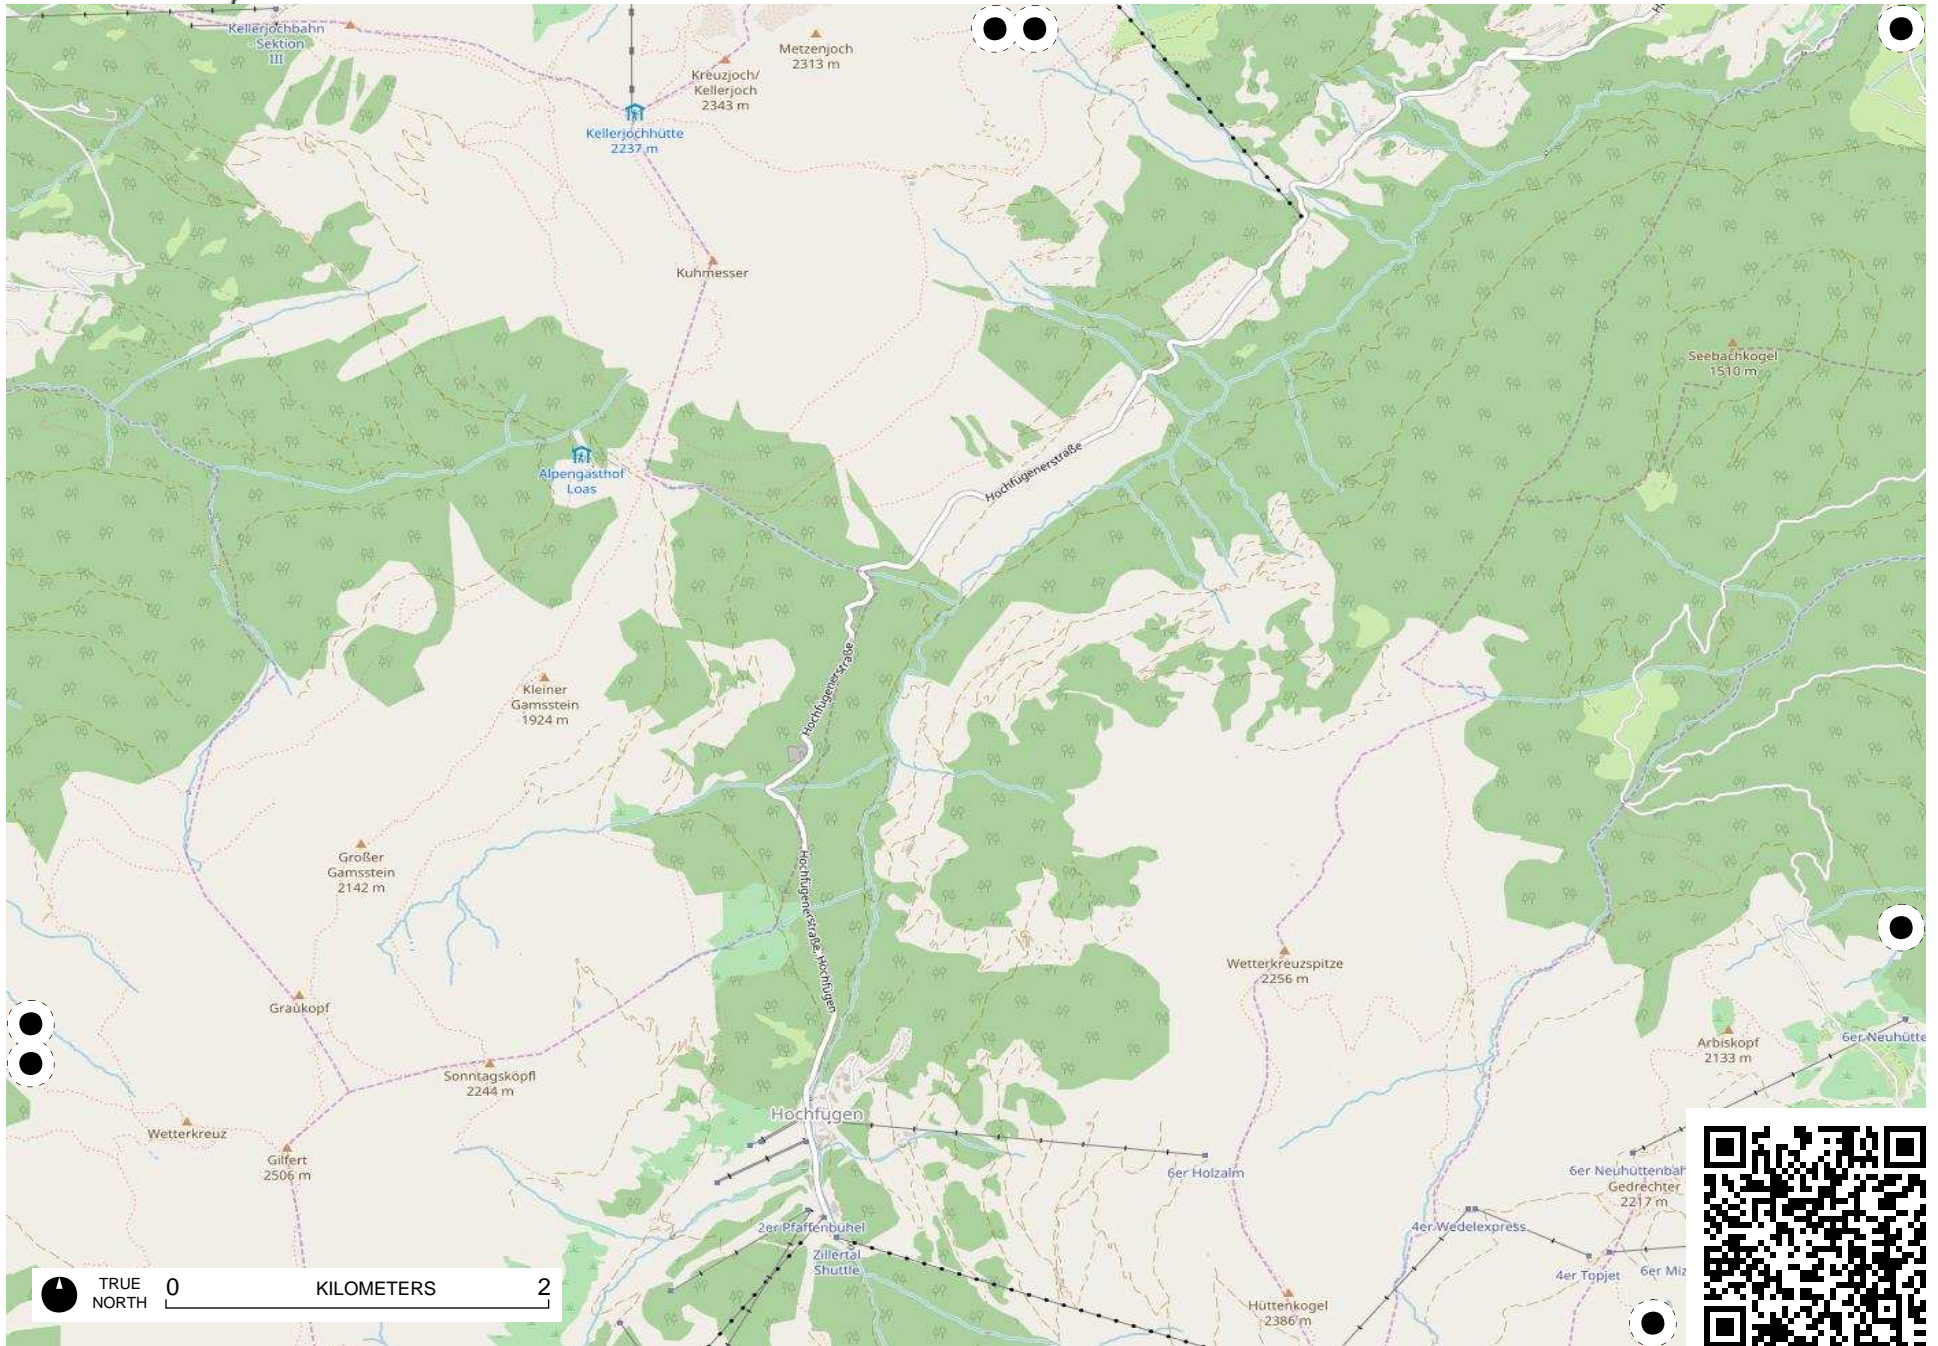 Kellerjochbahn
- Sektion
III
Metzenjoch
2313 m
Kreuzjoch/
Kellerjoch
2343 m
Kellerjochhütte
2237 m
Kuhmesser
Seebachkogel
1510 m
Alpengasthof
Loas
Hochfügenerstraße
Hochfügenerstraße
Kleiner
Gamsstein
1924 m
Großer
Gamsstein
2142 m
Hochfügenerstraße, Hochfügen
Wetterkreuzspitze
2256 m
Graukopf
Arbiskopf
2133 m
6er Neuhütte
Sonntagsköpfl
2244 m
Hochfügen
Wetterkreuz
Gilfert
2506 m
6er Holzalm
6er Neuhüttenbah
Gedrechter
2217 m
2er Pfaffenbühel
4er Wedelexpress
Zillertal
Shuttle
4er Topjet
6er Miz
Hüttenkogel
2386 m
TRUE
NORTH
0 KILOMETERS 2